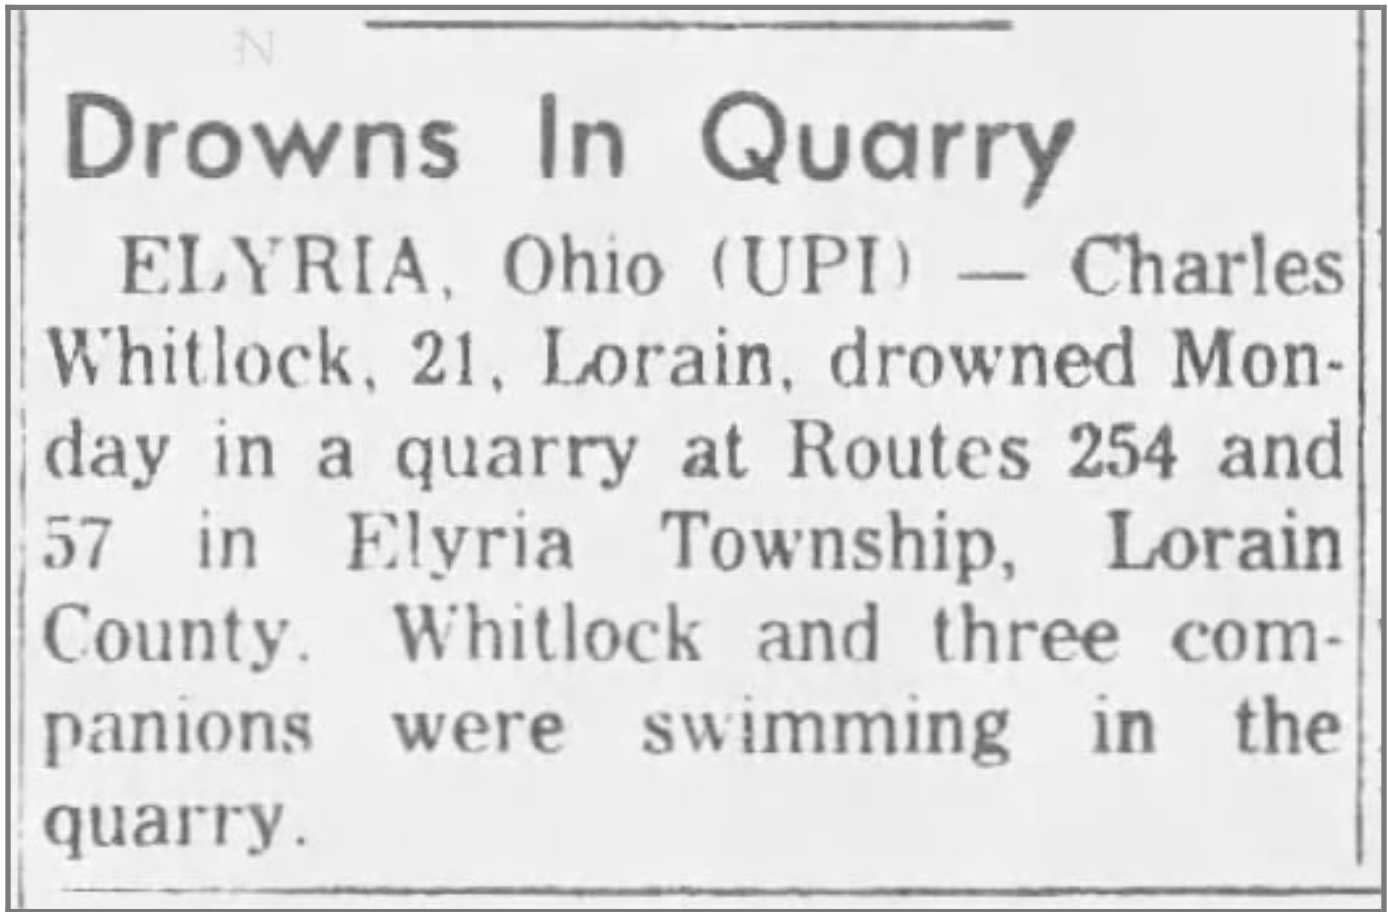 Drowns In Quarry
ELYRIA, Ohio (UPI) — Charles
Whitlock, 21, Lorain, drowned Mon-
day in a quarry at Routes 254 and
57 in Elyria Township, Lorain
County. Whitlock and three com-
panions were swimming in the
quarry.